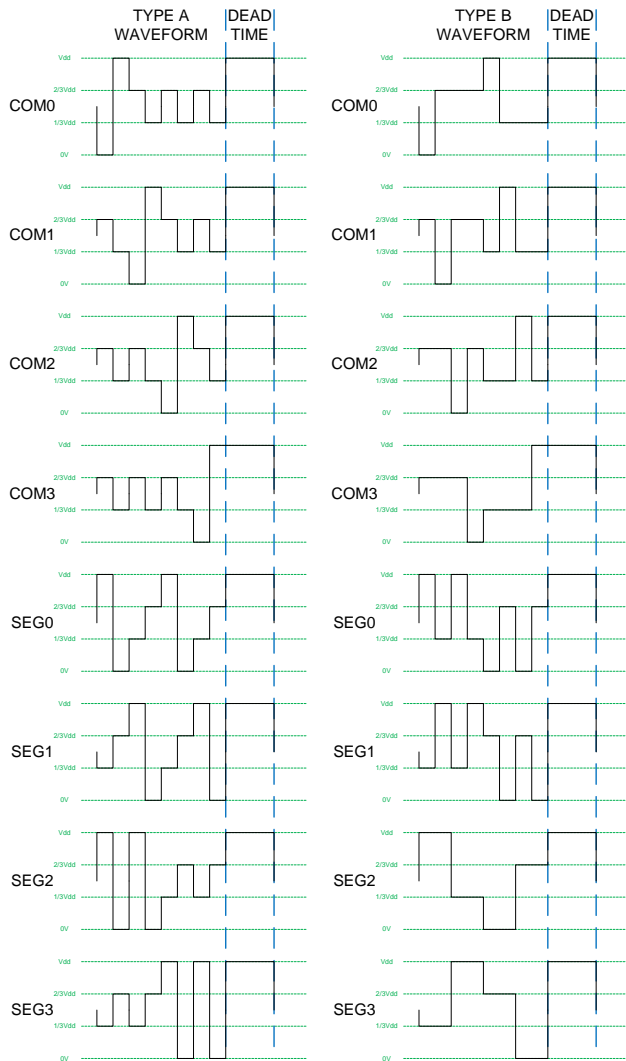 TYPE A DEAD TYPE B DEAD
WAVEFORM TIME WAVEFORM TIME
Vdd Vdd
2/3Vdd 2/3Vdd
COM0 COM0
1/3Vdd 1/3Vdd
0V 0V
Vdd Vdd
2/3Vdd 2/3Vdd
COM1 COM1
1/3Vdd 1/3Vdd
0V 0V
Vdd Vdd
2/3Vdd 2/3Vdd
COM2 COM2
1/3Vdd 1/3Vdd
0V 0V
Vdd Vdd
2/3Vdd 2/3Vdd
COM3 COM3
1/3Vdd 1/3Vdd
0V 0V
Vdd Vdd
2/3Vdd 2/3Vdd
SEG0 SEG0
1/3Vdd 1/3Vdd
0V 0V
Vdd Vdd
2/3Vdd 2/3Vdd
SEG1 SEG1
1/3Vdd 1/3Vdd
0V 0V
Vdd Vdd
2/3Vdd 2/3Vdd
SEG2 SEG2
1/3Vdd 1/3Vdd
0V 0V
Vdd Vdd
2/3Vdd 2/3Vdd
SEG3 SEG3
1/3Vdd 1/3Vdd
0V 0V